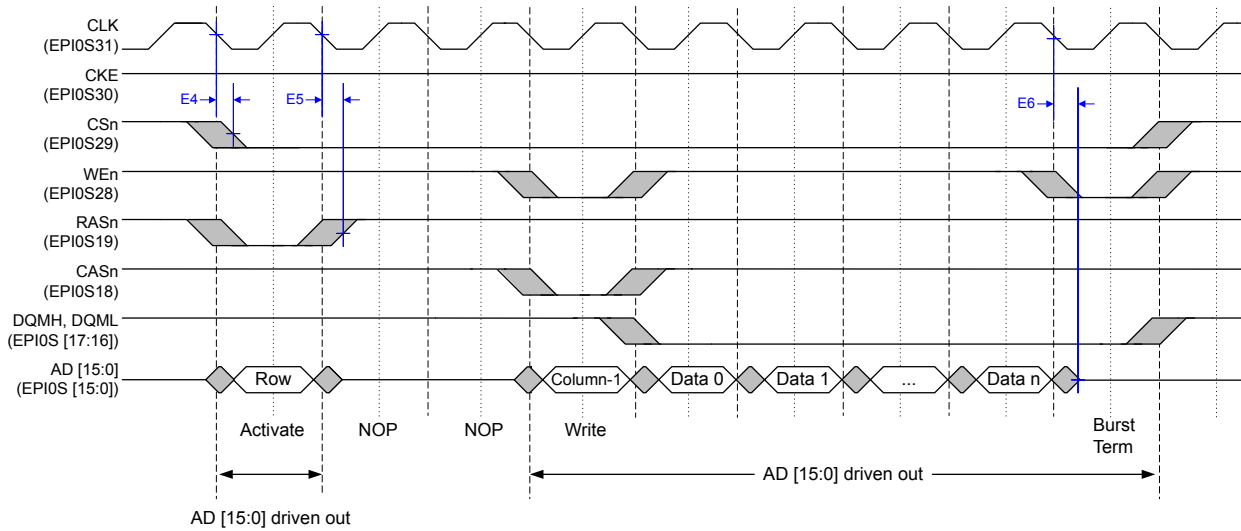 CLK
(EPI0S31)
CKE
(EPI0S30)
E4
E5
E6
CSn
(EPI0S29)
WEn
(EPI0S28)
RASn
(EPI0S19)
CASn
(EPI0S18)
DQMH, DQML
(EPI0S [17:16])
AD [15:0]
(EPI0S [15:0])
Row
Column-1
Data 0
Data 1
...
Data n
Activate
NOP
NOP
Write
Burst
Term
AD [15:0] driven out
AD [15:0] driven out